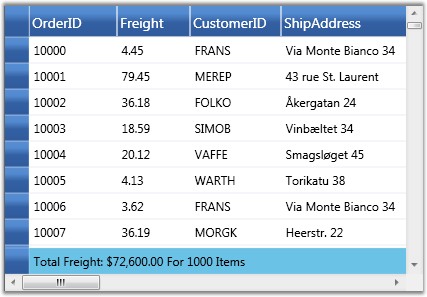 OrderID Freight CustomerID ShipAddress
10000 4.45 FRANS Via Monte Bianco 34
10001 79.45 MEREP 43 rue St. Laurent
10002 36.18 FOLKO Åkergatan 24
10003 18.59 SIMOB Vinbæltet 34
10004 20.12 VAFFE Smagsløget 45
10005 4.13 WARTH Torikatu 38
10006 3.62 FRANS Via Monte Bianco 34
10007 36.19 MORGK Heerstr. 22
Total Freight: $72,600.00 For 1000 Items